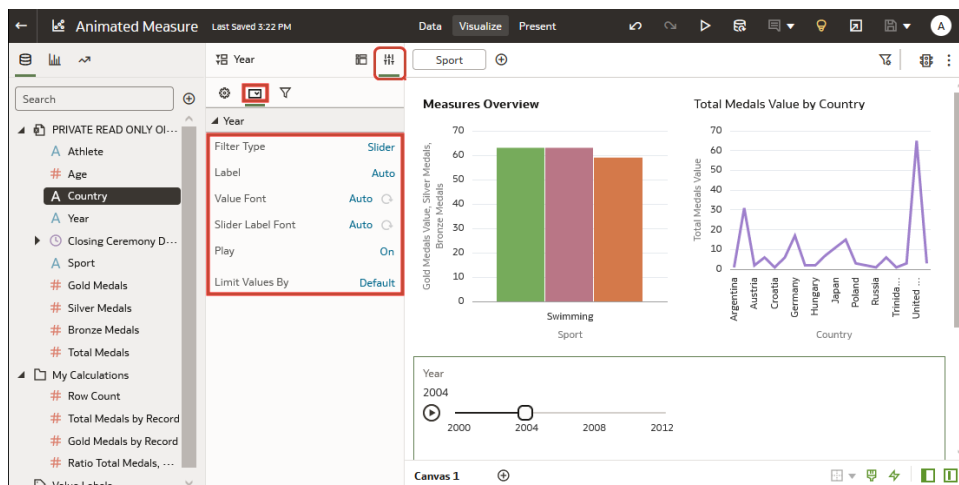 Animated Measure
Last Saved 3:22 PM
Data
Visualize
Present
A
Search
PRIVATE READ ONLY Ol...
A Athlete
# Age
A Country
A Year
Closing Ceremony D...
A Sport
# Gold Medals
# Silver Medals
# Bronze Medals
# Total Medals
My Calculations
# Row Count
# Total Medals by Record
# Gold Medals by Record
# Ratio Total Medals, ...
Value Labels
Year
Year
Filter Type Slider
Label Auto
Value Font Auto
Slider Label Font Auto
Play On
Limit Values By Default
Sport
Measures Overview
Gold Medals Value, Silver Medals,
Bronze Medals
70
60
50
40
30
20
10
0
Swimming
Sport
Total Medals Value by Country
Total Medals Value
70
60
50
40
30
20
10
0
Argentina
Austria
Croatia
Germany
Hungary
Japan
Poland
Russia
Trinida...
United ...
Country
Year
2004
2000 2004 2008 2012
Canvas 1